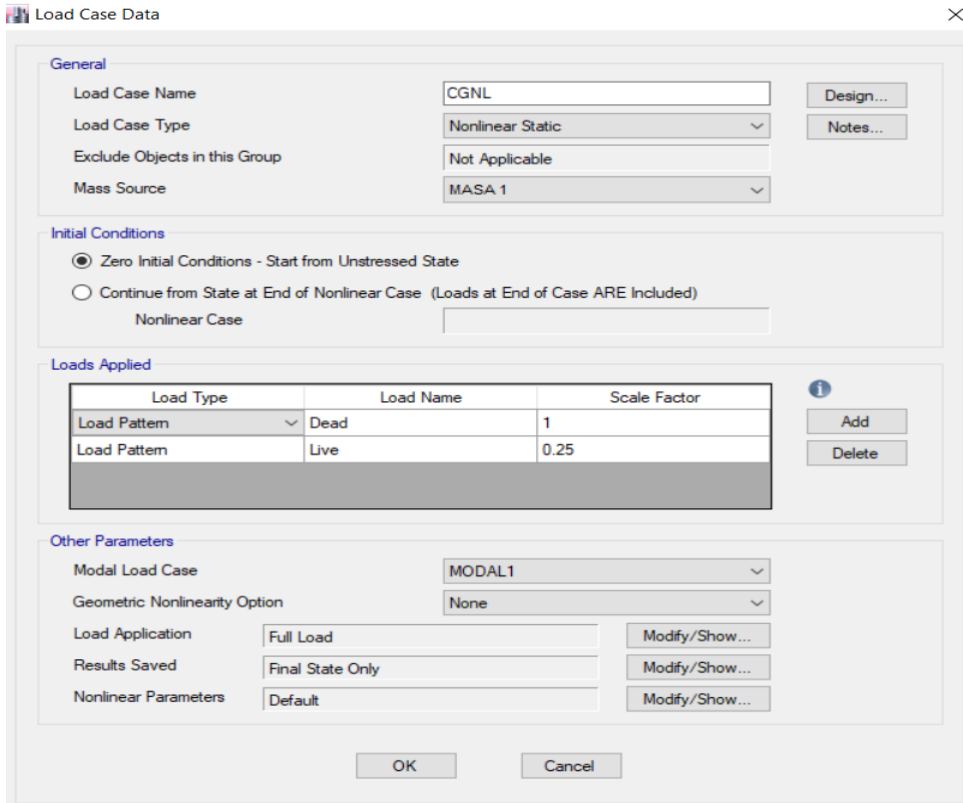 Load Case Data
General
Load Case Name CGNL Design...
Load Case Type Nonlinear Static Notes...
Exclude Objects in this Group Not Applicable
Mass Source MASA 1
Initial Conditions
Zero Initial Conditions - Start from Unstressed State
Continue from State at End of Nonlinear Case (Loads at End of Case ARE Included)
Nonlinear Case
Loads Applied
Load Type Load Name Scale Factor
Load Pattern Dead 1 Add
Load Pattern Live 0.25 Delete
Other Parameters
Modal Load Case MODAL1
Geometric Nonlinearity Option None
Load Application Full Load Modify/Show...
Results Saved Final State Only Modify/Show...
Nonlinear Parameters Default Modify/Show...
OK Cancel